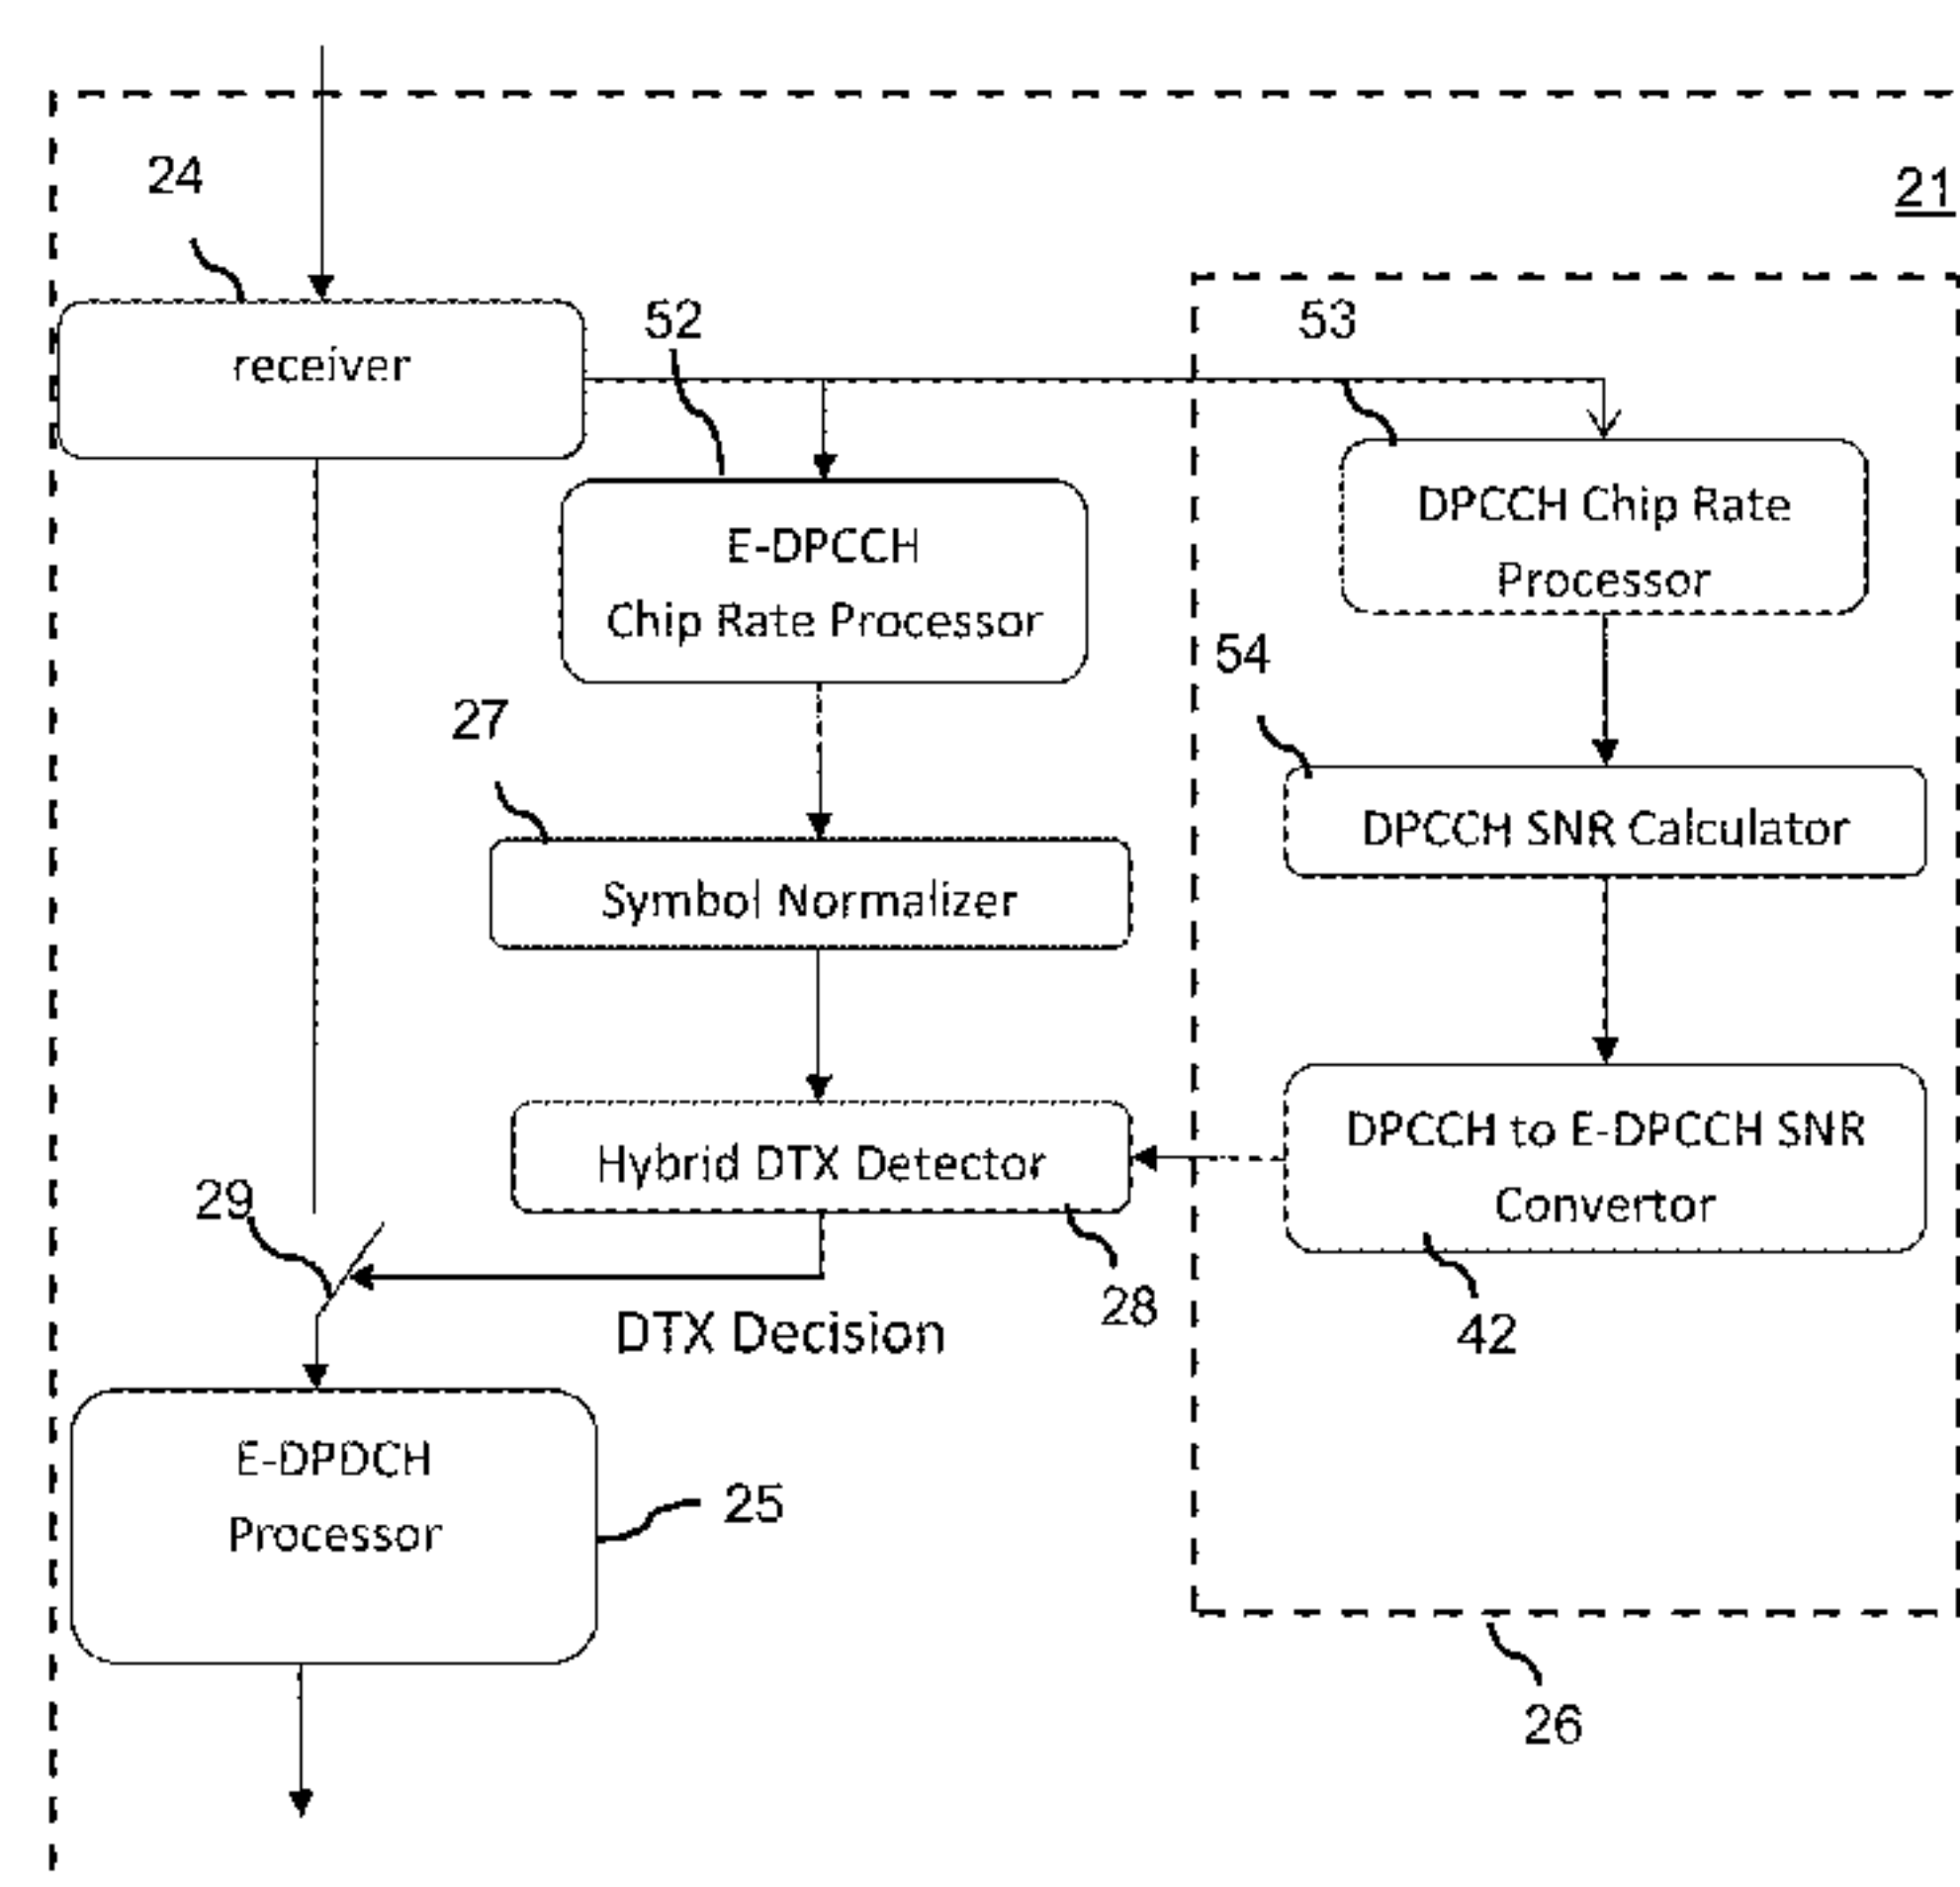 24
21
receiver
52
53
E-DPCCH
Chip Rate Processor
DPCCH Chip Rate
Processor
27
54
Symbol Normalizer
DPCCH SNR Calculator
Hybrid DTX Detector
DPCCH to E-DPCCH SNR
Convertor
29
28
42
DTX Decision
E-DPDCH
Processor
25
26